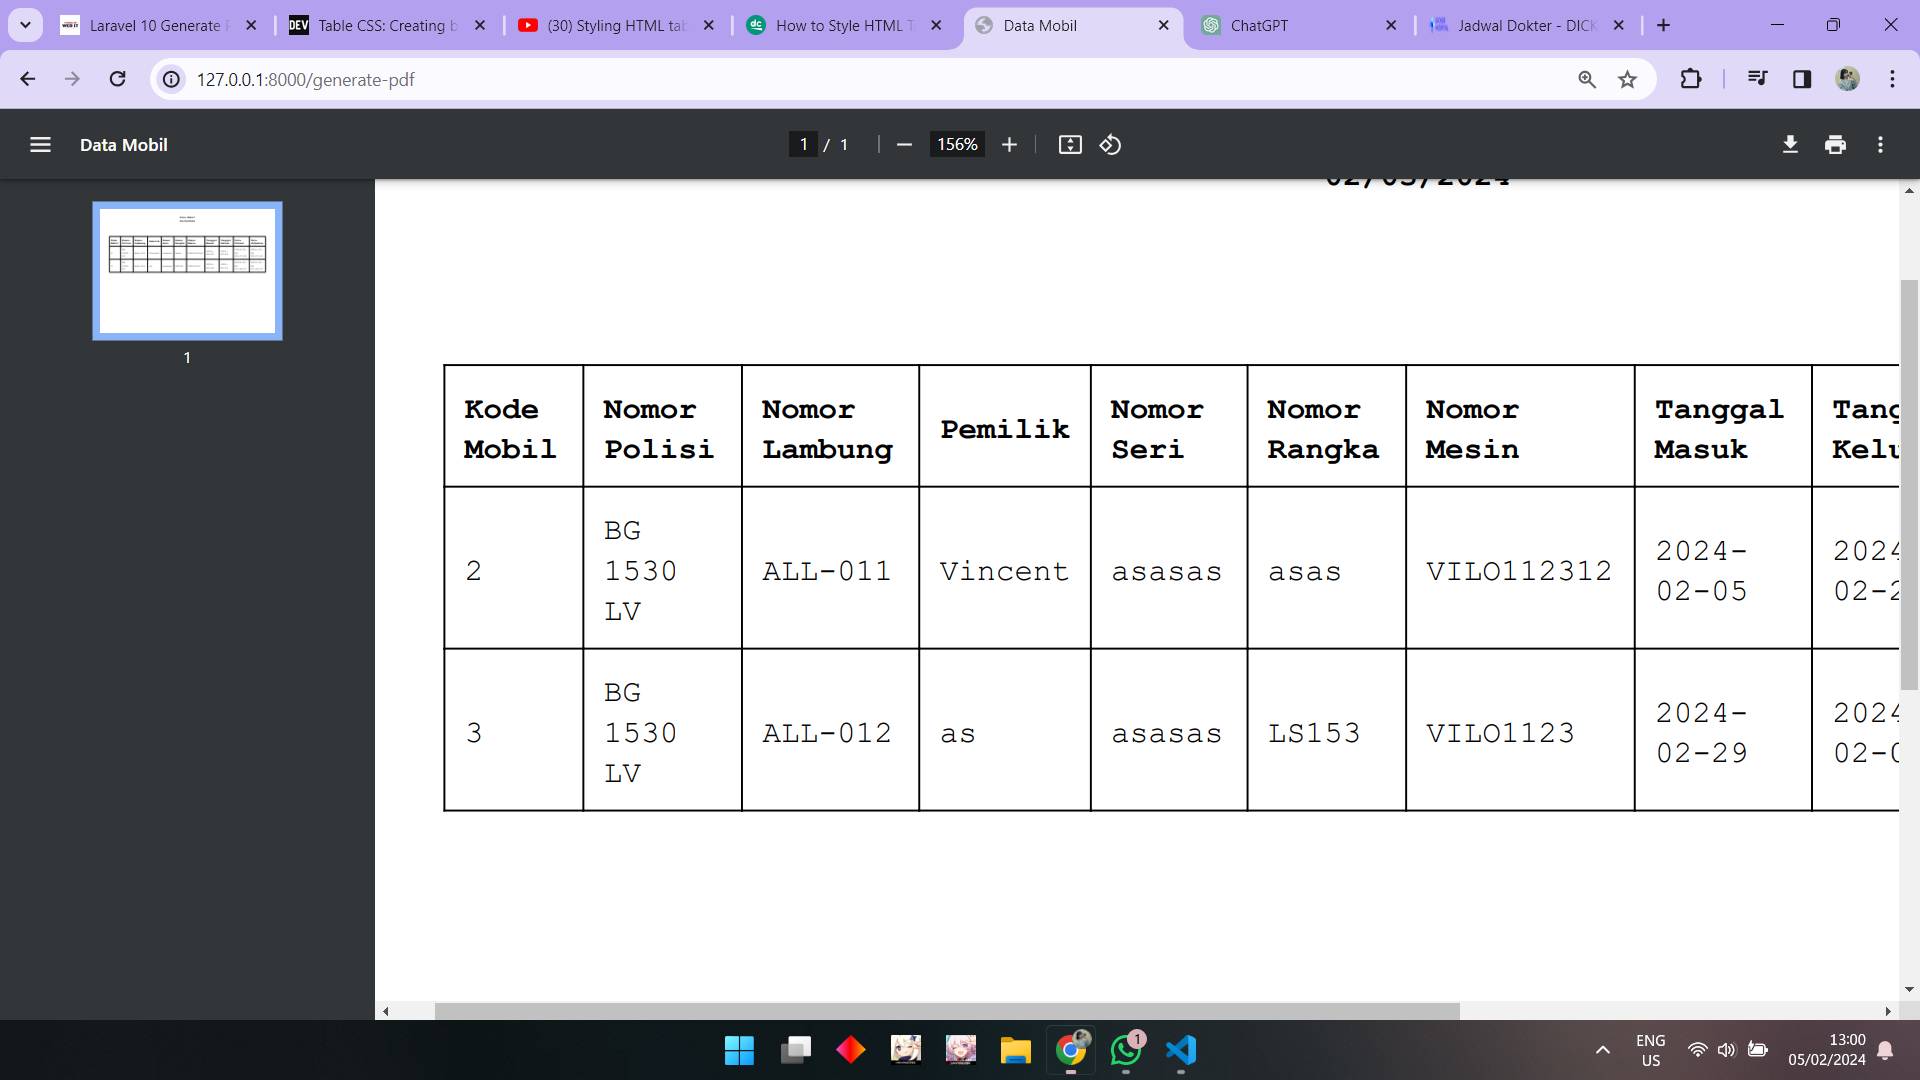 Laravel 10 Generate P
DEV Table CSS: Creating b
(30) Styling HTML tab
dc How to Style HTML T
Data Mobil
ChatGPT
Jadwal Dokter - DICK
127.0.0.1:8000/generate-pdf
Data Mobil
1 / 1
156%
1
Kode Mobil Nomor Polisi Nomor Lambung Pemilik Nomor Seri Nomor Rangka Nomor Mesin Tanggal Masuk Tang Kelu
2 BG 1530 LV ALL-011 Vincent asasas asas VILO112312 2024-02-05 2024 02-2
3 BG 1530 LV ALL-012 as asasas LS153 VILO1123 2024-02-29 2024 02-0
1
ENG
US
13:00
05/02/2024